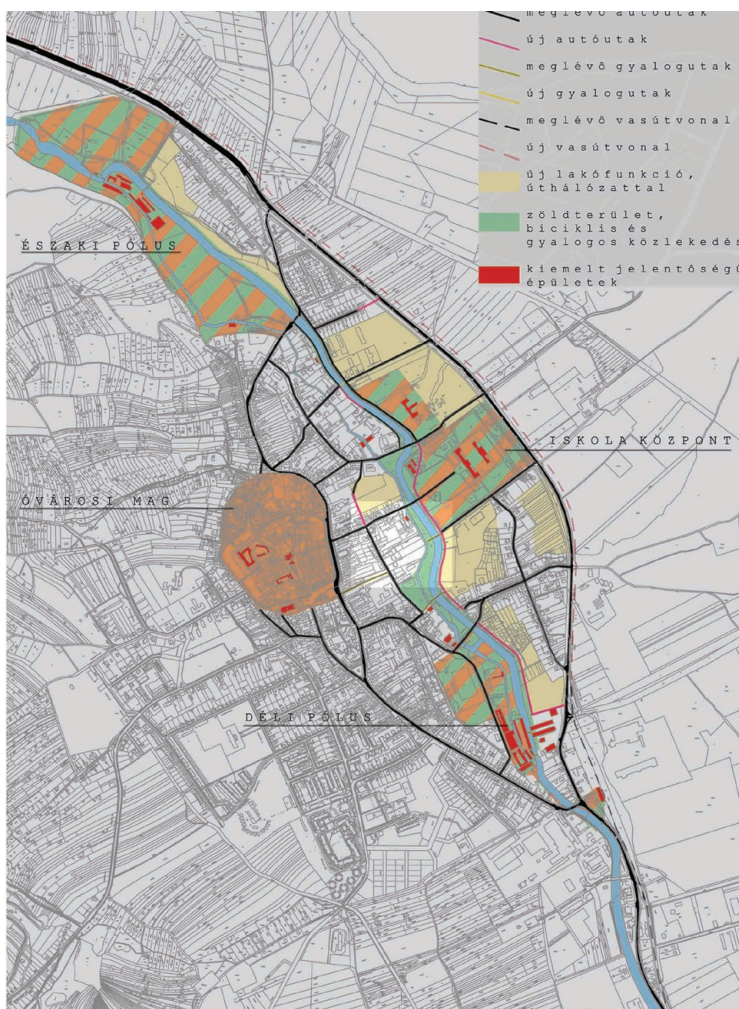 meglévő autóutak
új autóutak
meglévő gyalogutak
új gyalogutak
meglévő vasútvonal
új vasútvonal
új lakófunkció,
úthálózattal
zöldterület,
biciklis és
gyalogos közlekedés
kiemelt jelentőségű
épületek
ÉSZAKI PÓLUS
ISKOLA KÖZPONT
ÓVÁROSI MAG
DÉLI PÓLUS